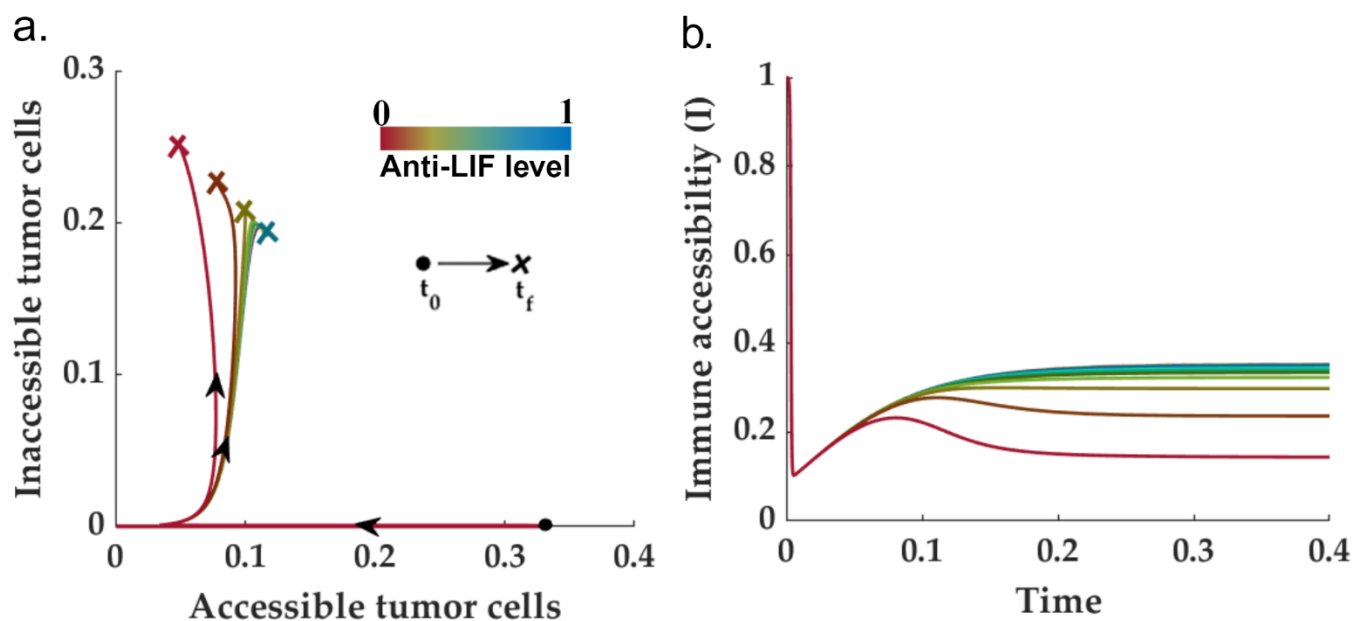 a.
0.3
0.2
0.1
0
0 0.1 0.2 0.3 0.4
Inaccessible tumor cells
Accessible tumor cells
0 1
Anti-LIF level
t0 tf
b.
1
0.8
0.6
0.4
0.2
0
0 0.1 0.2 0.3 0.4
Immune accessibiltiy (I)
Time